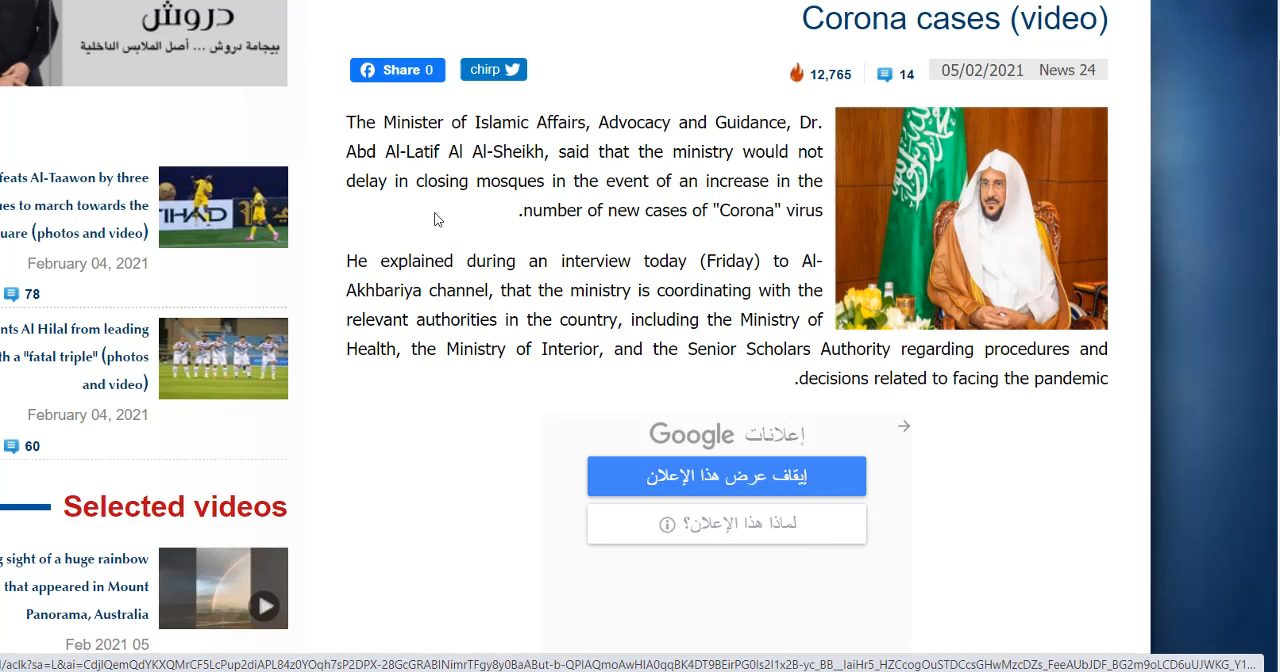 دروش
بيجامة دروش ... أصل الملابس الداخلية
Corona cases (video)
Share 0
chirp
12,765
14
05/02/2021 News 24
The Minister of Islamic Affairs, Advocacy and Guidance, Dr.
Abd Al-Latif Al Al-Sheikh, said that the ministry would not
delay in closing mosques in the event of an increase in the
.number of new cases of "Corona" virus
He explained during an interview today (Friday) to Al-
Akhbariya channel, that the ministry is coordinating with the
relevant authorities in the country, including the Ministry of
Health, the Ministry of Interior, and the Senior Scholars Authority regarding procedures and
.decisions related to facing the pandemic
إعلانات Google
إيقاف عرض هذا الإعلان
لماذا هذا الإعلان؟
feats Al-Taawon by three
ues to march towards the
uare (photos and video)
February 04, 2021
78
nts Al Hilal from leading
th a "fatal triple" (photos
and video)
February 04, 2021
60
Selected videos
g sight of a huge rainbow
that appeared in Mount
Panorama, Australia
Feb 2021 05